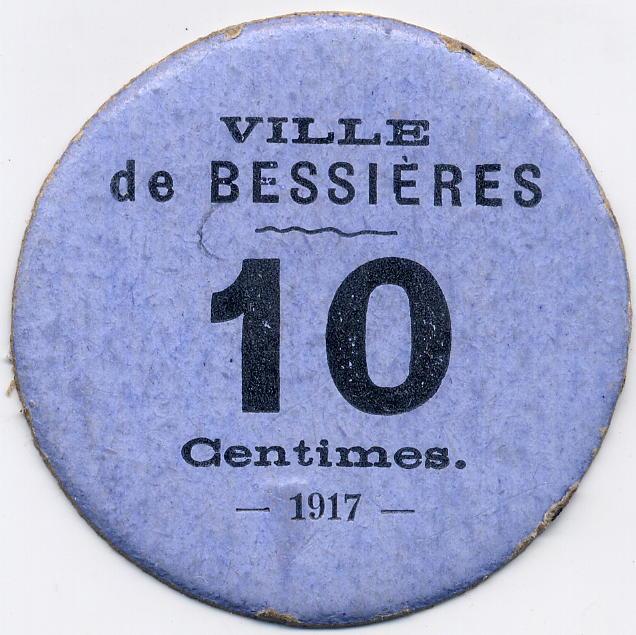 VILLE
de BESSIÈRES
10
Centimes.
— 1917 —